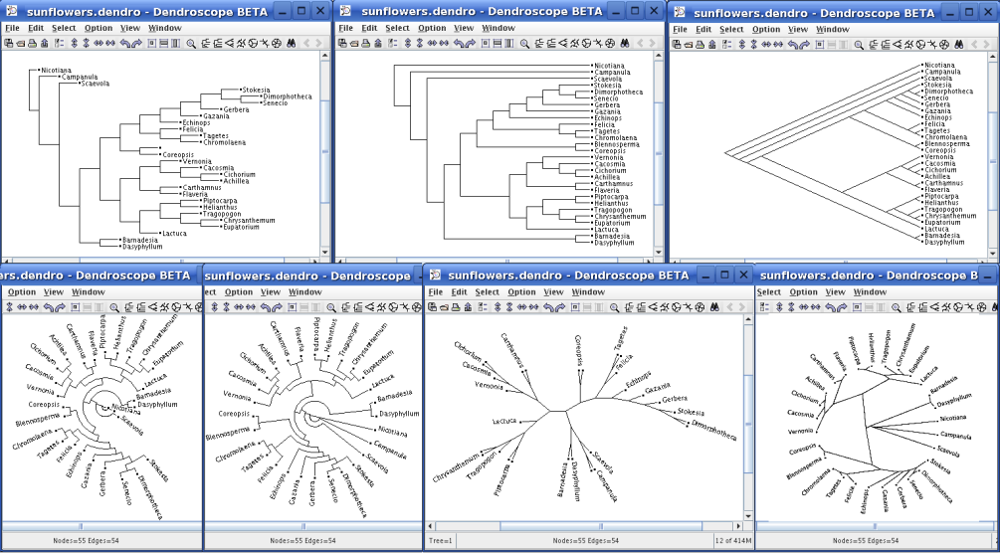 sunflowers.dendro - Dendroscope BETA
File Edit Select Option View Window
Nicotiana
Campanula
Scaevola
Stokesia
Dimorphotheca
Senecio
Gerbera
Gazania
Echinops
Felicia
Tagetes
Chromolaena
Coreopsis
Vernonia
Cacosmia
Cichorium
Achillea
Carthamnus
Flaveria
Piptocarpa
Helianthus
Tragopogon
Chrysanthemum
Eupatorium
Lactuca
Barnadesia
Dasyphyllum
sunflowers.dendro - Dendroscope BETA
File Edit Select Option View Window
Nicotiana
Campanula
Scaevola
Stokesia
Dimorphotheca
Senecio
Gerbera
Gazania
Echinops
Felicia
Tagetes
Chromolaena
Blennosperma
Coreopsis
Vernonia
Cacosmia
Cichorium
Achillea
Carthamnus
Flaveria
Piptocarpa
Helianthus
Tragopogon
Chrysanthemum
Eupatorium
Lactuca
Barnadesia
Dasyphyllum
sunflowers.dendro - Dendroscope BETA
File Edit Select Option View Window
Nicotiana
Campanula
Scaevola
Stokesia
Dimorphotheca
Senecio
Gerbera
Gazania
Echinops
Felicia
Tagetes
Chromolaena
Blennosperma
Coreopsis
Vernonia
Cacosmia
Cichorium
Achillea
Carthamnus
Flaveria
Piptocarpa
Helianthus
Tragopogon
Chrysanthemum
Eupatorium
Lactuca
Barnadesia
Dasyphyllum
ers.dendro - Dendroscope BETA
Option View Window
Piptocarpa
Helianthus
Tragopogon
Chrysanthemum
Eupatorium
Lactuca
Barnadesia
Dasyphyllum
Nicotiana
Scaevola
Stokesia
Dimorphotheca
Senecio
Gerbera
Gazania
Echinops
Felicia
Tagetes
Chromolaena
Blennosperma
Coreopsis
Vernonia
Cacosmia
Cichorium
Achillea
Carthamnus
Flaveria
Nodes=55 Edges=54
sunflowers.dendro - Dendroscope
ect Option View Window
Piptocarpa
Helianthus
Tragopogon
Chrysanthemum
Eupatorium
Lactuca
Barnadesia
Dasyphyllum
Nicotiana
Campanula
Scaevola
Stokesia
Dimorphotheca
Senecio
Gerbera
Gazania
Echinops
Felicia
Tagetes
Chromolaena
Blennosperma
Coreopsis
Vernonia
Cacosmia
Cichorium
Achillea
Carthamnus
Flaveria
Nodes=55 Edges=54
sunflowers.dendro - Dendroscope BETA
File Edit Select Option View Window
Cichorium
Cacosmia
Vernonia
Carthamnus
Coreopsis
Tagetes
Felicia
Echinops
Gazania
Gerbera
Stokesia
Dimorphotheca
Scaevola
Campanula
Dasyphyllum
Barnadesia
Piptocarpa
Tragopogon
Chrysanthemum
Lactuca
Tree=1 Nodes=55 Edges=54 12 of 414M
sunflowers.dendro - Dendroscope B
Select Option View Window
Piptocarpa
Helianthus
Tragopogon
Chrysanthemum
Eupatorium
Lactuca
Barnadesia
Dasyphyllum
Nicotiana
Campanula
Scaevola
Stokesia
Dimorphotheca
Senecio
Gerbera
Gazania
Echinops
Felicia
Tagetes
Chromolaena
Blennosperma
Coreopsis
Vernonia
Cacosmia
Cichorium
Achillea
Carthamnus
Flaveria
Nodes=55 Edges=54